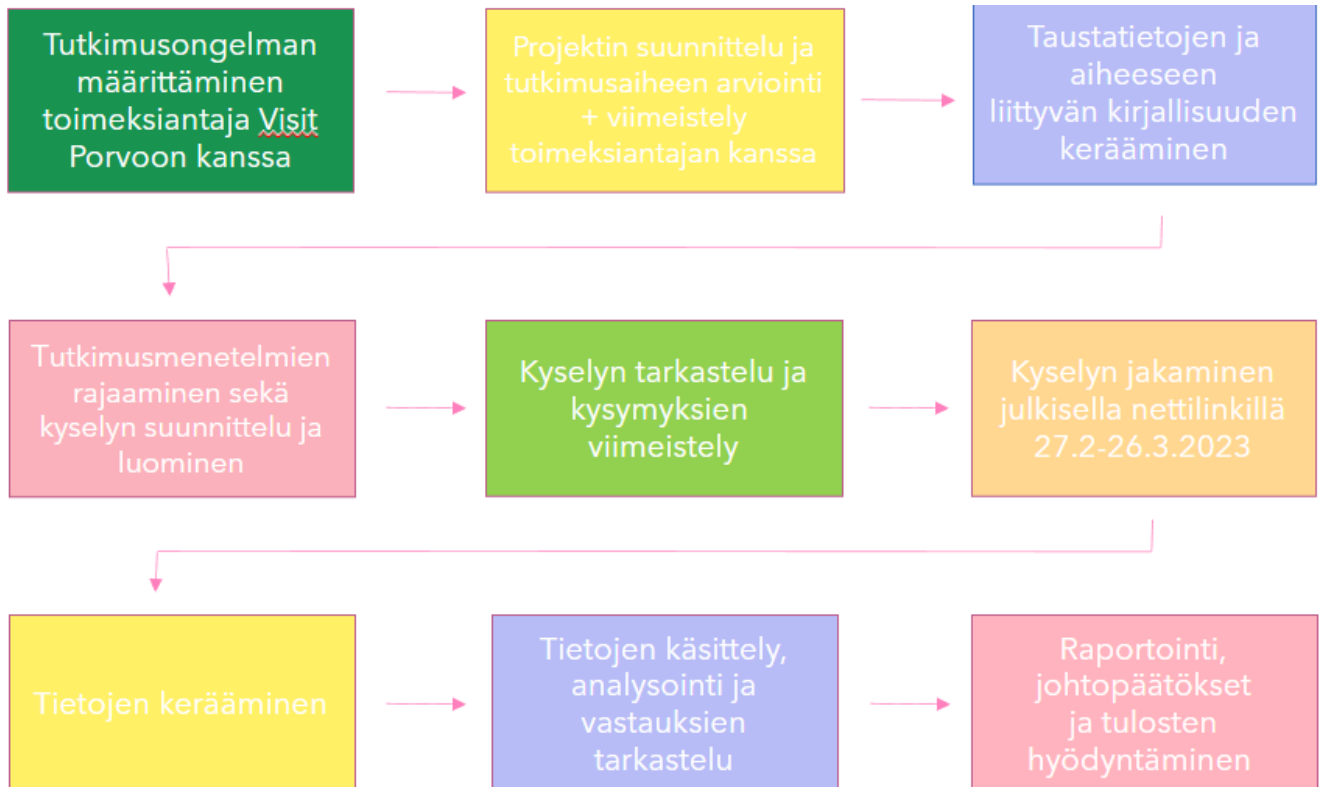 Tutkimusongelman
määrittäminen
toimeksiantaja Visit
Porvoon kanssa
Projektin suunnittelu ja
tutkimusaiheen arviointi
+ viimeistely
toimeksiantajan kanssa
Taustatietojen ja
aiheeseen
liittyvän kirjallisuuden
kerääminen
Tutkimusmenetelmien
rajaaminen sekä
kyselyn suunnittelu ja
luominen
Kyselyn tarkastelu ja
kysymyksien
viimeistely
Kyselyn jakaminen
julkisella nettilinkillä
27.2-26.3.2023
Tietojen kerääminen
Tietojen käsittely,
analysointi ja
vastauksien
tarkastelu
Raportointi,
johtopäätökset
ja tulosten
hyödyntäminen